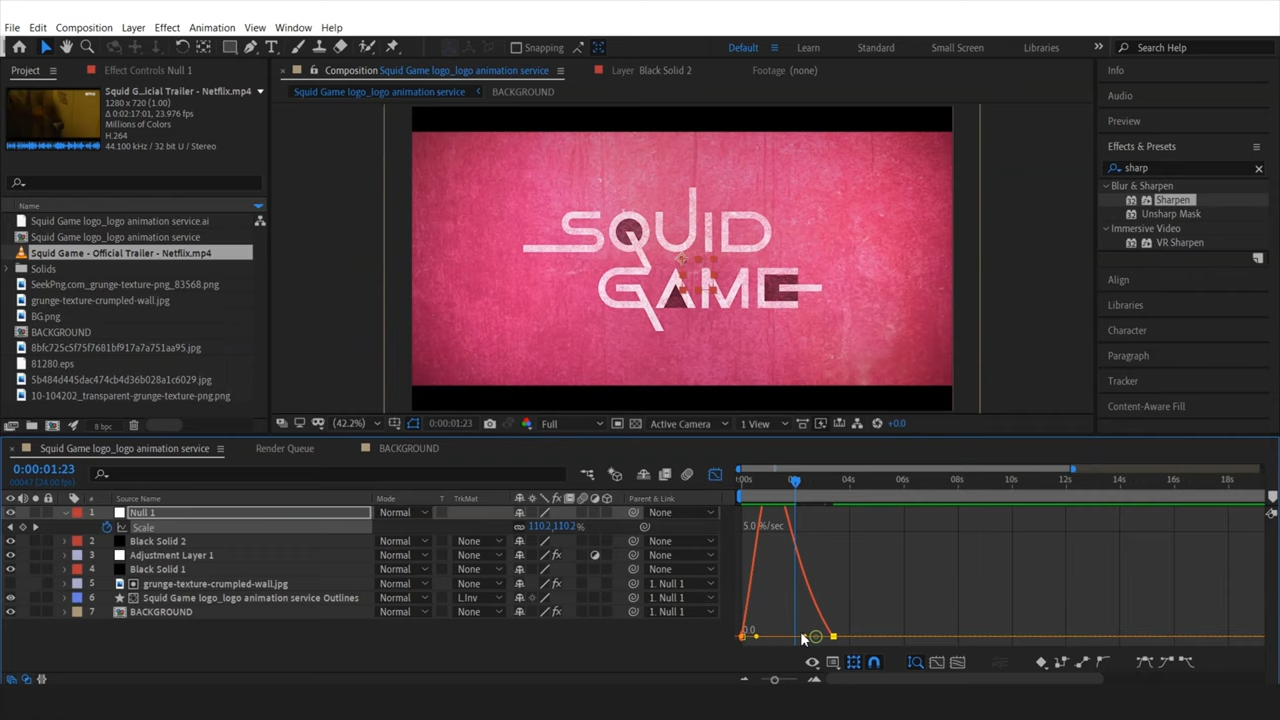 File Edit Composition Layer Effect Animation View Window Help
Snapping Default Learn Standard Small Screen Libraries Search Help
Project Effect Controls Null 1 Composition Squid Game logo_logo animation service Layer Black Solid 2 Footage (none) Info
Squid G...icial Trailer - Netflix.mp4
1280 x 720 (1.00)
Δ 0:02:17:01, 23.976 fps
Millions of Colors
H.264
44.100 kHz / 32 bit U / Stereo
Squid Game logo_logo animation service BACKGROUND
Audio
Preview
Effects & Presets
sharp
Blur & Sharpen
Sharpen
Unsharp Mask
Immersive Video
VR Sharpen
Align
Libraries
Character
Paragraph
Tracker
Content-Aware Fill
SQUID
GAME
Name
Squid Game logo_logo animation service.ai
Squid Game logo_logo animation service
Squid Game - Official Trailer - Netflix.mp4
Solids
SeekPng.com_grunge-texture-png_83568.png
grunge-texture-crumpled-wall.jpg
BG.png
BACKGROUND
8bfc725c5f75f7681bf917a7a751aa95.jpg
81280.eps
5b484d445dac474cb4d36b028a1c6029.jpg
10-104202_transparent-grunge-texture-png.png
8 bpc (42.2%) 0:00:01:23 Full Active Camera 1 View +0.0
Squid Game logo_logo animation service Render Queue BACKGROUND
0:00:01:23
00047 (24.00 fps)
:00s 04s 06s 08s 10s 12s 14s 16s 18s
# Source Name Mode T TrkMat Parent & Link
1 Null 1 Normal None
Scale 110.2,110.2 % 5.0 %/sec
2 Black Solid 2 Normal None None
3 Adjustment Layer 1 Normal None fx None
4 Black Solid 1 Normal None None
5 grunge-texture-crumpled-wall.jpg Normal None 1. Null 1
6 Squid Game logo_logo animation service Outlines Normal L.Inv 1. Null 1
7 BACKGROUND Normal None fx 1. Null 1
0.0